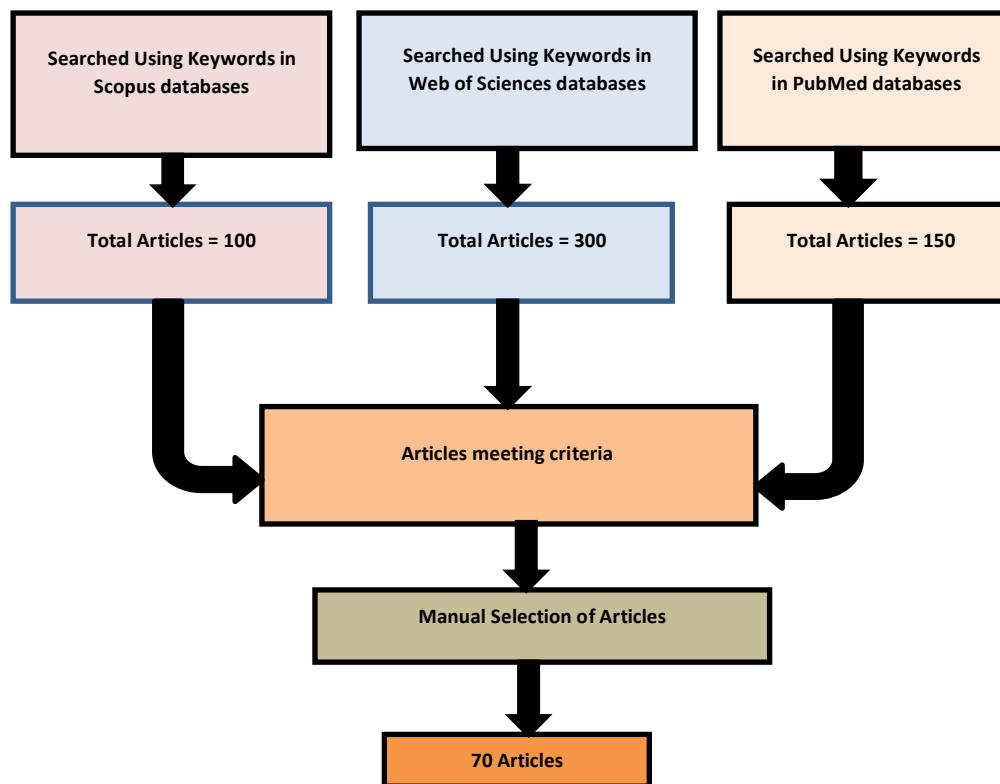 Searched Using Keywords in
Scopus databases
Searched Using Keywords in
Web of Sciences databases
Searched Using Keywords
in PubMed databases
Total Articles = 100
Total Articles = 300
Total Articles = 150
Articles meeting criteria
Manual Selection of Articles
70 Articles